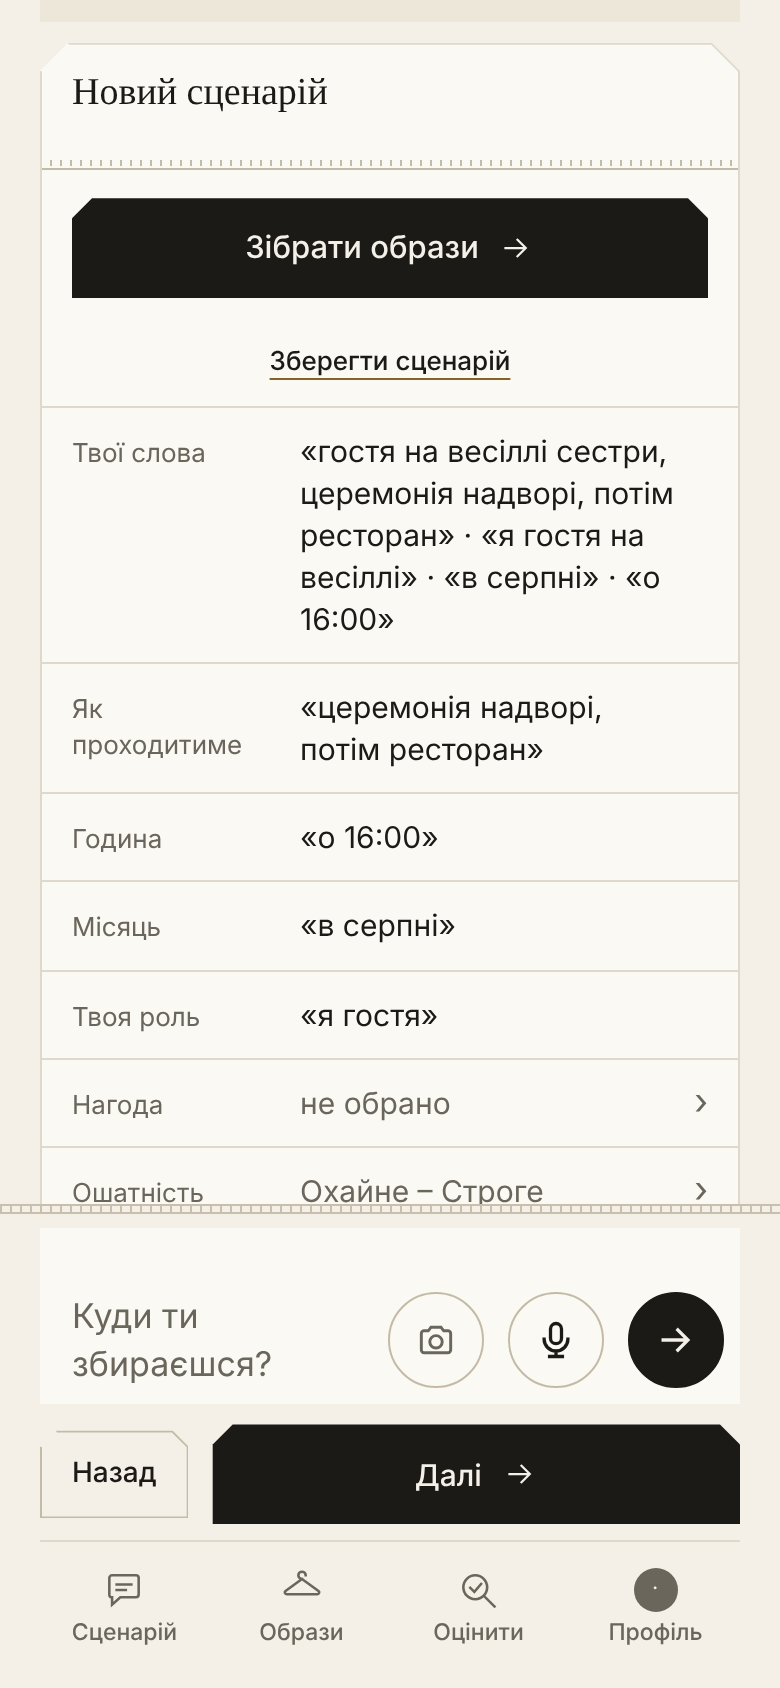 Новий сценарій
Зібрати образи →
Зберегти сценарій
Твої слова
«гостя на весіллі сестри,
церемонія надворі, потім
ресторан» · «я гостя на
весіллі» · «в серпні» · «о
16:00»
Як
проходитиме
«церемонія надворі,
потім ресторан»
Година
«о 16:00»
Місяць
«в серпні»
Твоя роль
«я гостя»
Нагода
не обрано
Ошатність
Охайне – Строге
Куди ти
збираєшся?
Назад
Далі →
Сценарій
Образи
Оцінити
Профіль